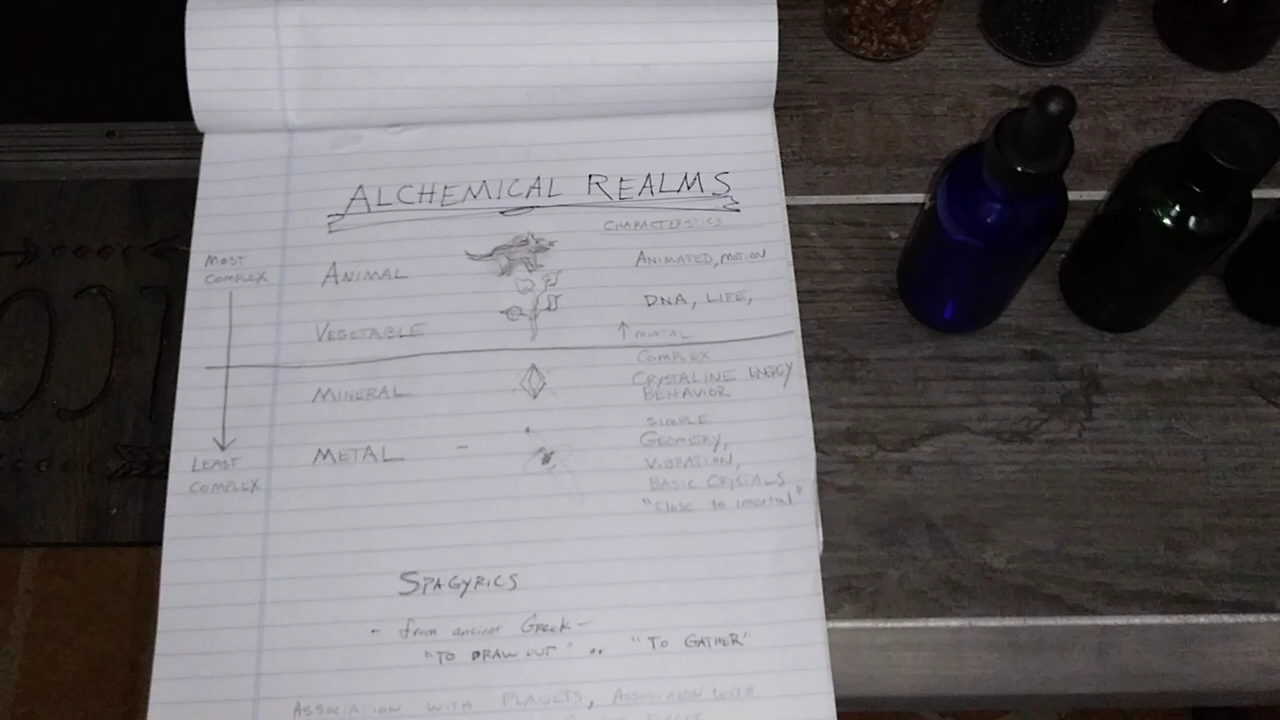 ALCHEMICAL REALMS
CHARACTERSTICS
MOST
COMPLEX
ANIMAL
ANIMATED, MOTION
DNA, LIFE,
VEGETABLE
↑ MORTAL
COMPLEX
MINERAL
CRYSTALINE ENERGY
BEHAVIOR
SIMPLE
METAL -
GEOMETRY,
LEAST
COMPLEX
VIBRATION,
BASIC CRYSTALS
"Close to imortal"
SPAGYRICS
- from ancient Greek -
"TO DRAW OUT" or "TO GATHER"
ASSOCIATION WITH PLANETS, ASSOCIATION WITH